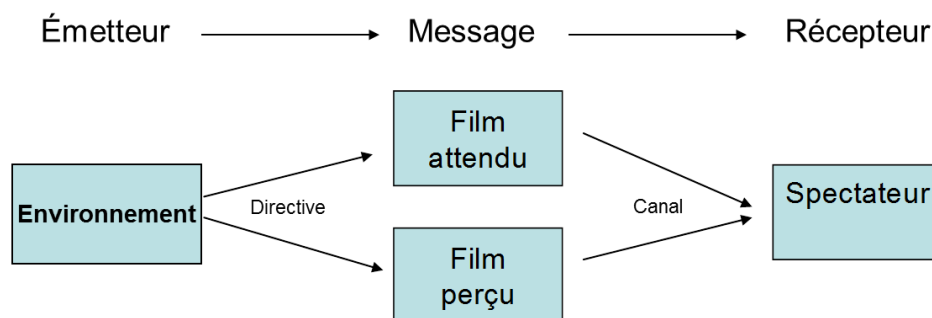 Émetteur
Message
Récepteur
Film
attendu
Environnement
Directive
Canal
Spectateur
Film
perçu